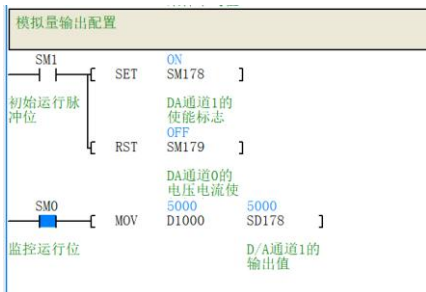 模拟量输出配置
SM1
ON
SET SM178
初始运行脉
冲位
DA通道1的
使能标志
OFF
RST SM179
DA通道0的
电压电流使
SM0
5000 5000
MOV D1000 SD178
监控运行位
D/A通道1的
输出值